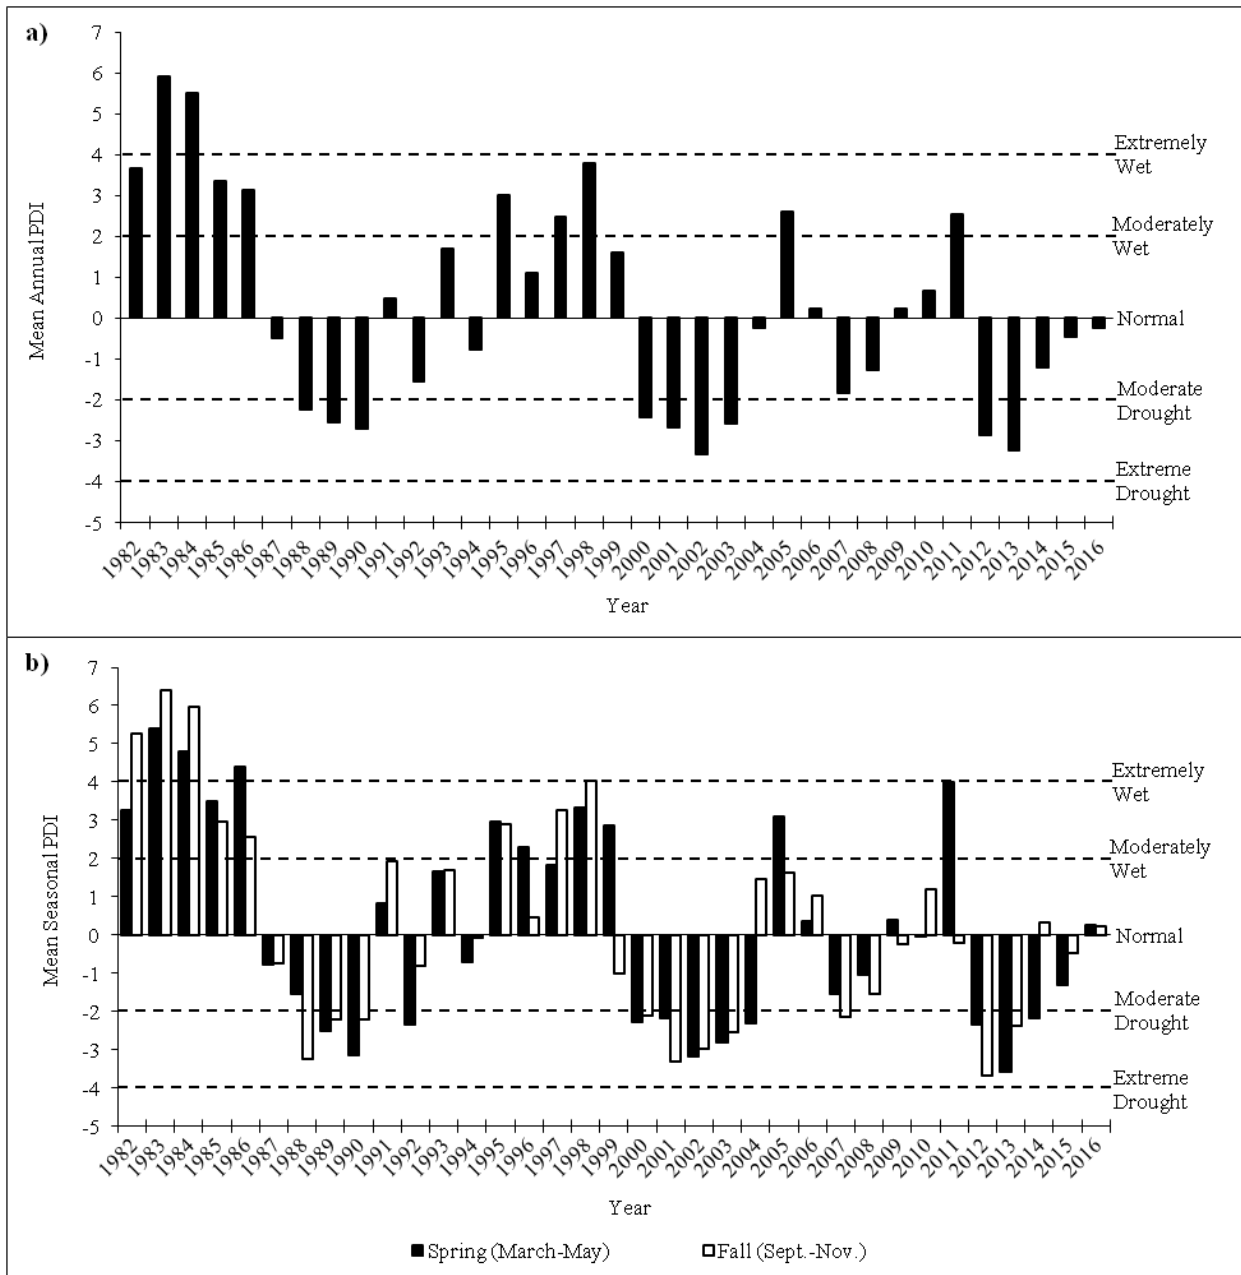 a)
7
6
5
4
3
2
1
0
-1
-2
-3
-4
-5
Mean Annual PDI
Extremely
Wet
Moderately
Wet
Normal
Moderate
Drought
Extreme
Drought
1982 1983 1984 1985 1986 1987 1988 1989 1990 1991 1992 1993 1994 1995 1996 1997 1998 1999 2000 2001 2002 2003 2004 2005 2006 2007 2008 2009 2010 2011 2012 2013 2014 2015 2016
Year
b)
7
6
5
4
3
2
1
0
-1
-2
-3
-4
-5
Mean Seasonal PDI
Extremely
Wet
Moderately
Wet
Normal
Moderate
Drought
Extreme
Drought
1982 1983 1984 1985 1986 1987 1988 1989 1990 1991 1992 1993 1994 1995 1996 1997 1998 1999 2000 2001 2002 2003 2004 2005 2006 2007 2008 2009 2010 2011 2012 2013 2014 2015 2016
Year
Spring (March-May) Fall (Sept.-Nov.)